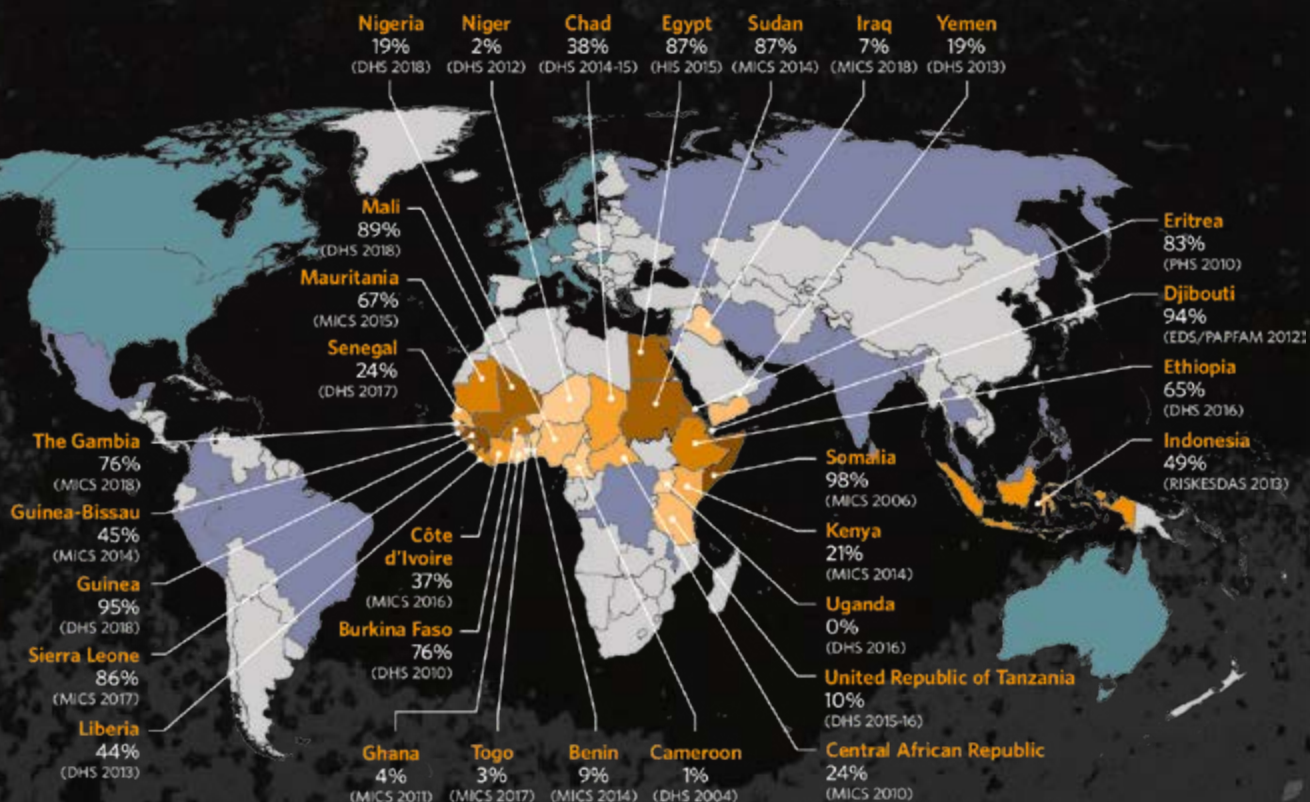 Nigeria
19%
(DHS 2018)
Niger
2%
(DHS 2012)
Chad
38%
(DHS 2014-15)
Egypt
87%
(HIS 2015)
Sudan
87%
(MICS 2014)
Iraq
7%
(MICS 2018)
Yemen
19%
(DHS 2013)
Mali
89%
(DHS 2018)
Mauritania
67%
(MICS 2015)
Senegal
24%
(DHS 2017)
The Gambia
76%
(MICS 2018)
Guinea-Bissau
45%
(MICS 2014)
Guinea
95%
(DHS 2018)
Sierra Leone
86%
(MICS 2017)
Liberia
44%
(DHS 2013)
Côte
d'Ivoire
37%
(MICS 2016)
Burkina Faso
76%
(DHS 2010)
Ghana
4%
(MICS 2011)
Togo
3%
(MICS 2017)
Benin
9%
(MICS 2014)
Cameroon
1%
(DHS 2004)
Eritrea
83%
(PHS 2010)
Djibouti
94%
(EDS/PAPFAM 2012)
Ethiopia
65%
(DHS 2016)
Indonesia
49%
(RISKESDAS 2013)
Somalia
98%
(MICS 2006)
Kenya
21%
(MICS 2014)
Uganda
0%
(DHS 2016)
United Republic of Tanzania
10%
(DHS 2015-16)
Central African Republic
24%
(MICS 2010)